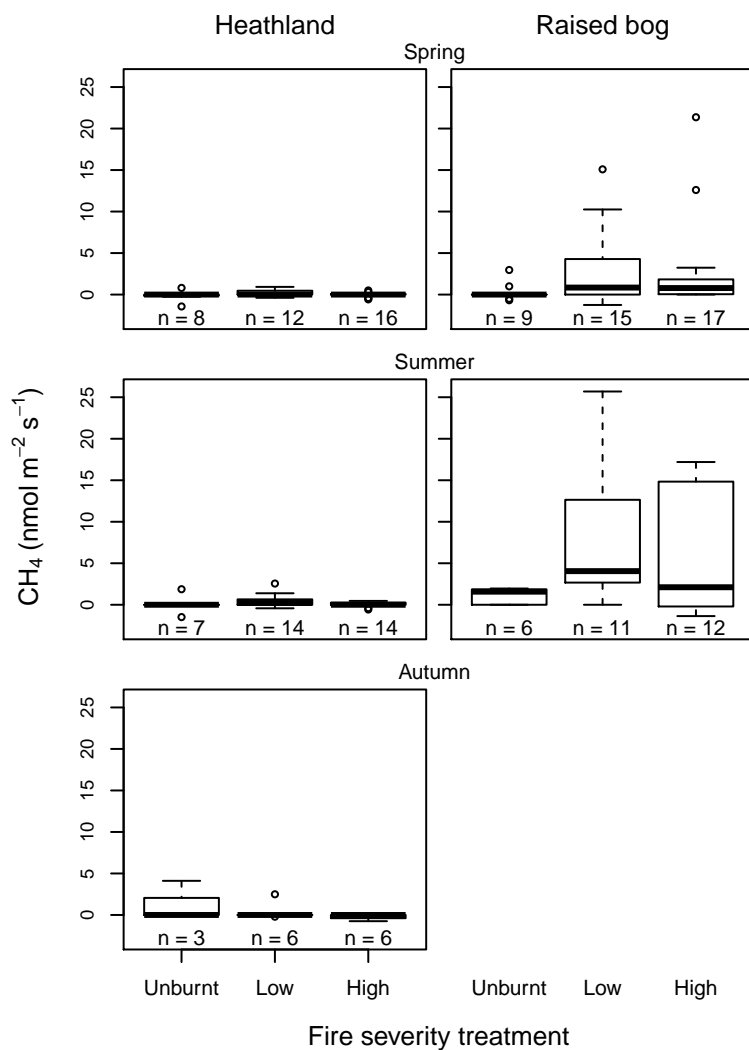 Heathland Raised bog
Spring
25
20
15
10
5
0
n = 8 n = 12 n = 16 n = 9 n = 15 n = 17
Summer
25
20
15
10
5
0
n = 7 n = 14 n = 14 n = 6 n = 11 n = 12
Autumn
25
20
15
10
5
0
n = 3 n = 6 n = 6
Unburnt Low High Unburnt Low High
CH₄ (nmol m⁻² s⁻¹)
Fire severity treatment